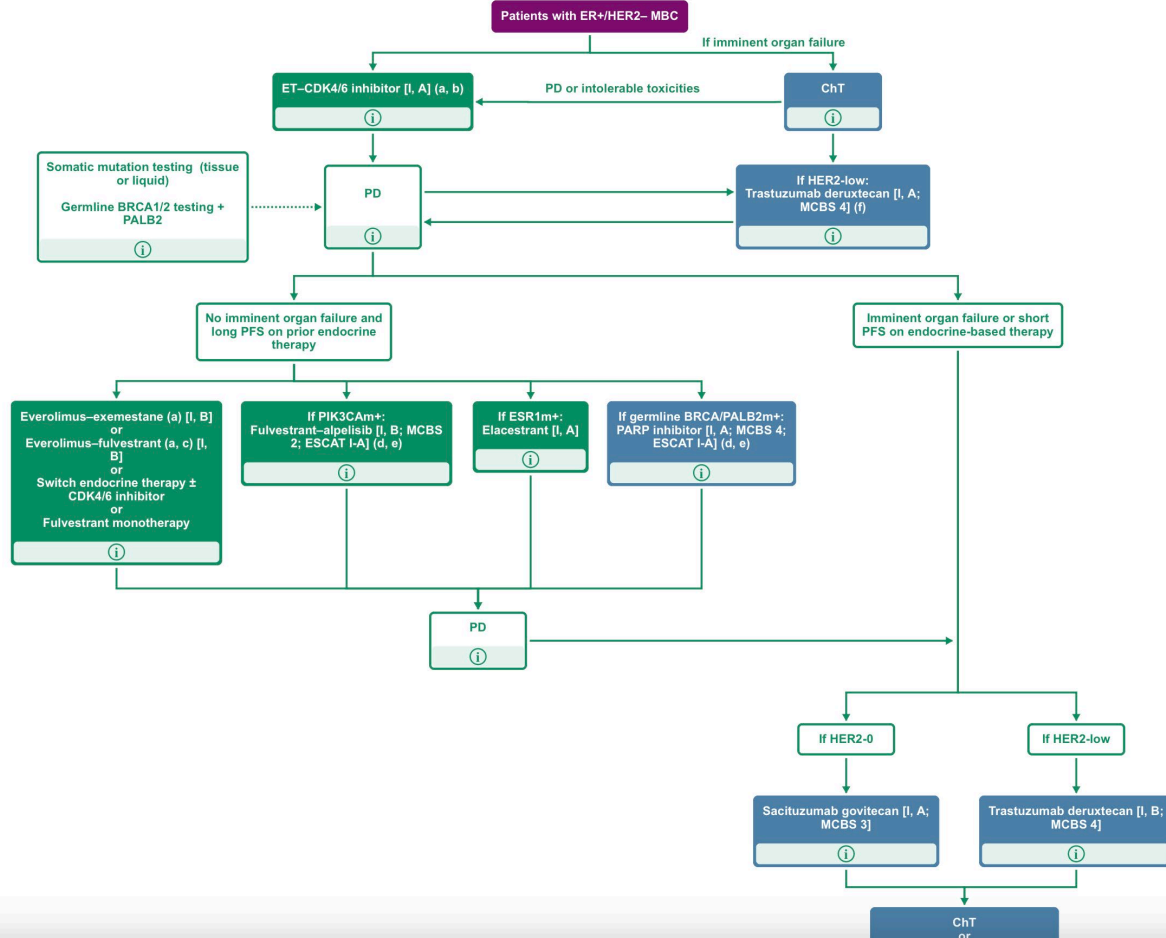 Patients with ER+/HER2– MBC
If imminent organ failure
ET–CDK4/6 inhibitor [I, A] (a, b)
i
PD or intolerable toxicities
ChT
i
Somatic mutation testing (tissue
or liquid)
Germline BRCA1/2 testing +
PALB2
i
PD
i
If HER2-low:
Trastuzumab deruxtecan [I, A;
MCBS 4] (f)
i
No imminent organ failure and
long PFS on prior endocrine
therapy
Imminent organ failure or short
PFS on endocrine-based therapy
Everolimus–exemestane (a) [I, B]
or
Everolimus–fulvestrant (a, c) [I,
B]
or
Switch endocrine therapy ±
CDK4/6 inhibitor
or
Fulvestrant monotherapy
i
If PIK3CAm+:
Fulvestrant–alpelisib [I, B; MCBS
2; ESCAT I-A] (d, e)
i
If ESR1m+:
Elacestrant [I, A]
i
If germline BRCA/PALB2m+:
PARP inhibitor [I, A; MCBS 4;
ESCAT I-A] (d, e)
i
PD
i
If HER2-0
If HER2-low
Sacituzumab govitecan [I, A;
MCBS 3]
i
Trastuzumab deruxtecan [I, B;
MCBS 4]
i
ChT
or